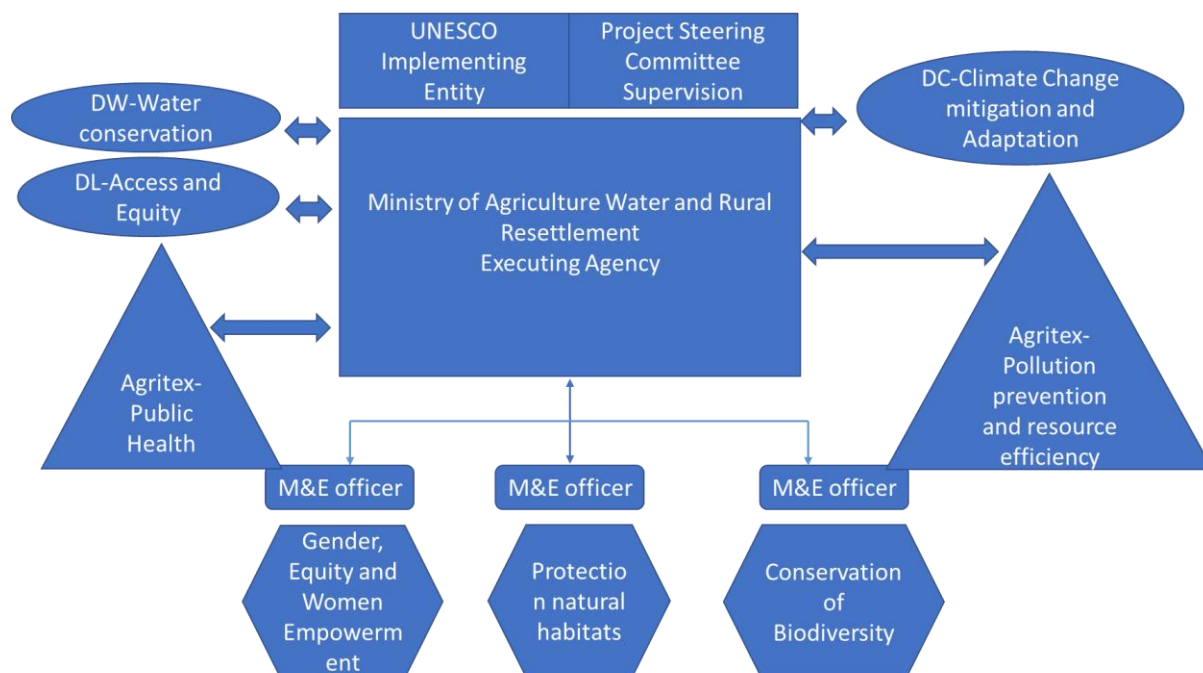 UNESCO
Implementing
Entity
Project Steering
Committee
Supervision
DW-Water
conservation
DC-Climate Change
mitigation and
Adaptation
DL-Access and
Equity
Ministry of Agriculture Water and Rural
Resettlement
Executing Agency
Agritex-
Public
Health
Agritex-
Pollution
prevention
and resource
efficiency
M&E officer
M&E officer
M&E officer
Gender,
Equity and
Women
Empowerm
ent
Protectio
n natural
habitats
Conservation
of
Biodiversity